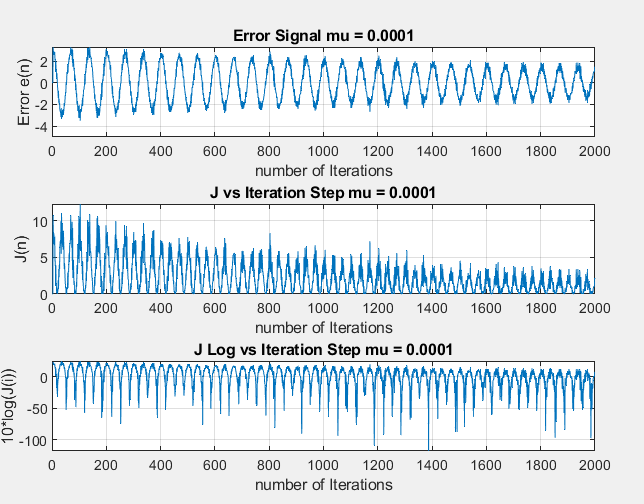 Error Signal mu = 0.0001
Error e(n)
2
0
-2
-4
0 200 400 600 800 1000 1200 1400 1600 1800 2000
number of Iterations
J vs Iteration Step mu = 0.0001
J(n)
10
5
0
0 200 400 600 800 1000 1200 1400 1600 1800 2000
number of Iterations
J Log vs Iteration Step mu = 0.0001
10*log(J(i))
0
-50
-100
0 200 400 600 800 1000 1200 1400 1600 1800 2000
number of Iterations